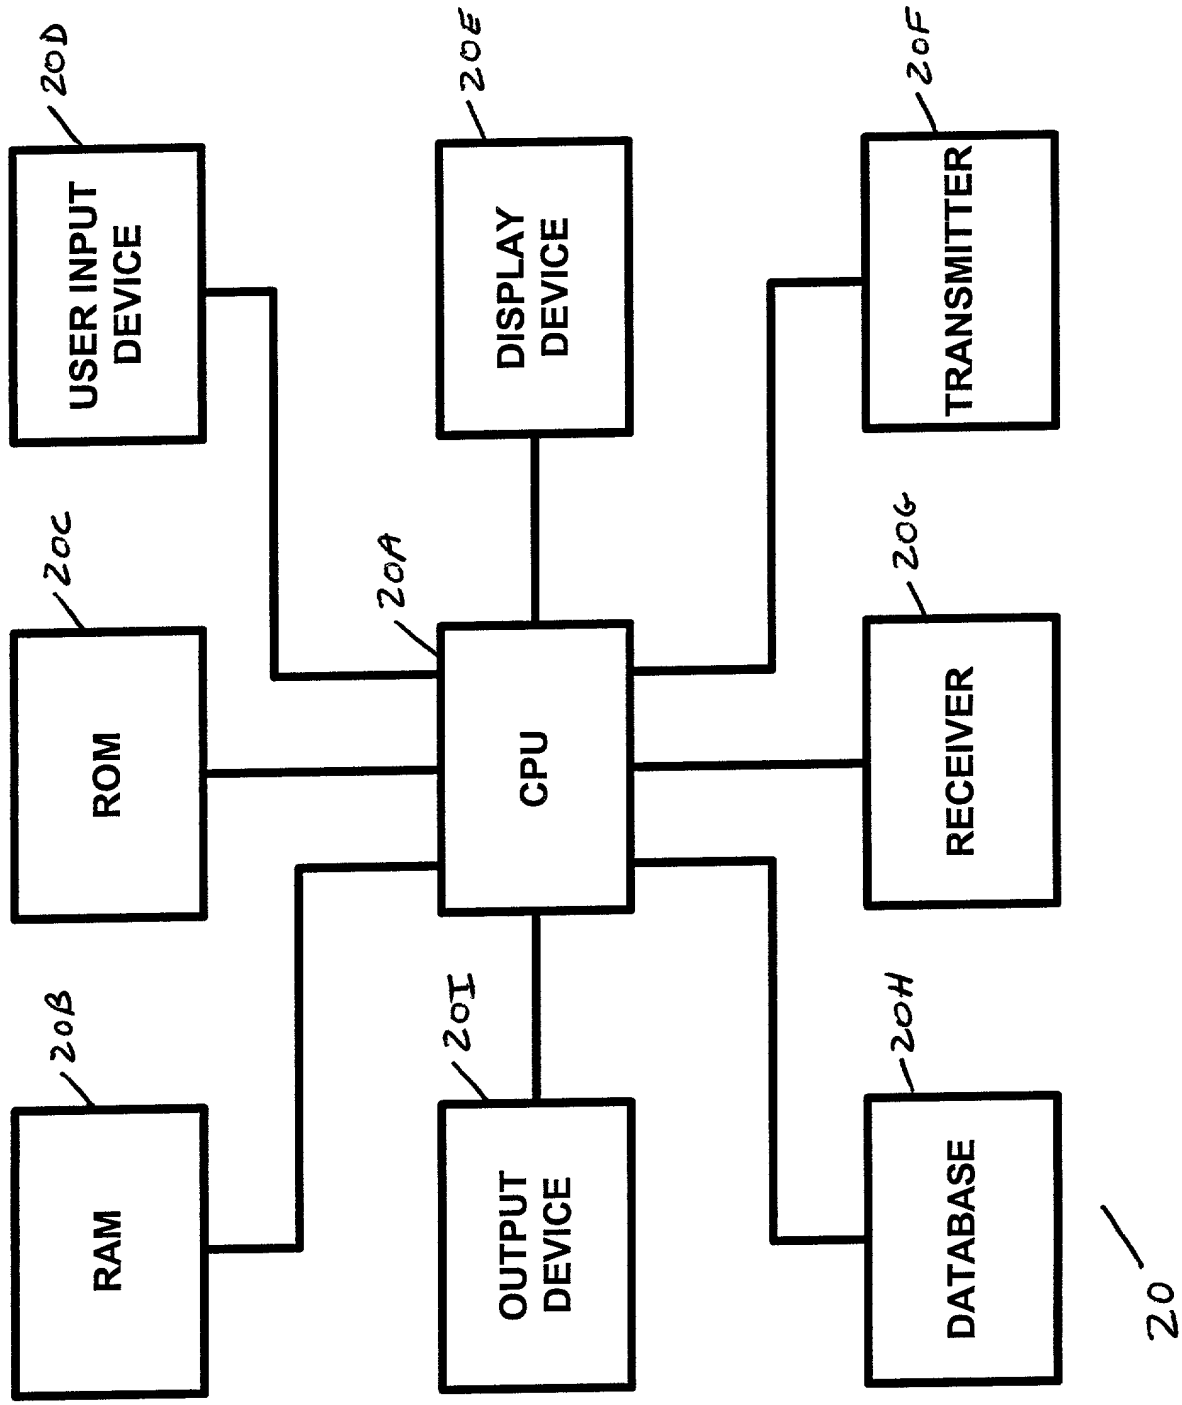 20B
20C
20D
RAM
ROM
USER INPUT
DEVICE
20I
20A
20E
OUTPUT
DEVICE
CPU
DISPLAY
DEVICE
20H
20G
20F
DATABASE
RECEIVER
TRANSMITTER
20